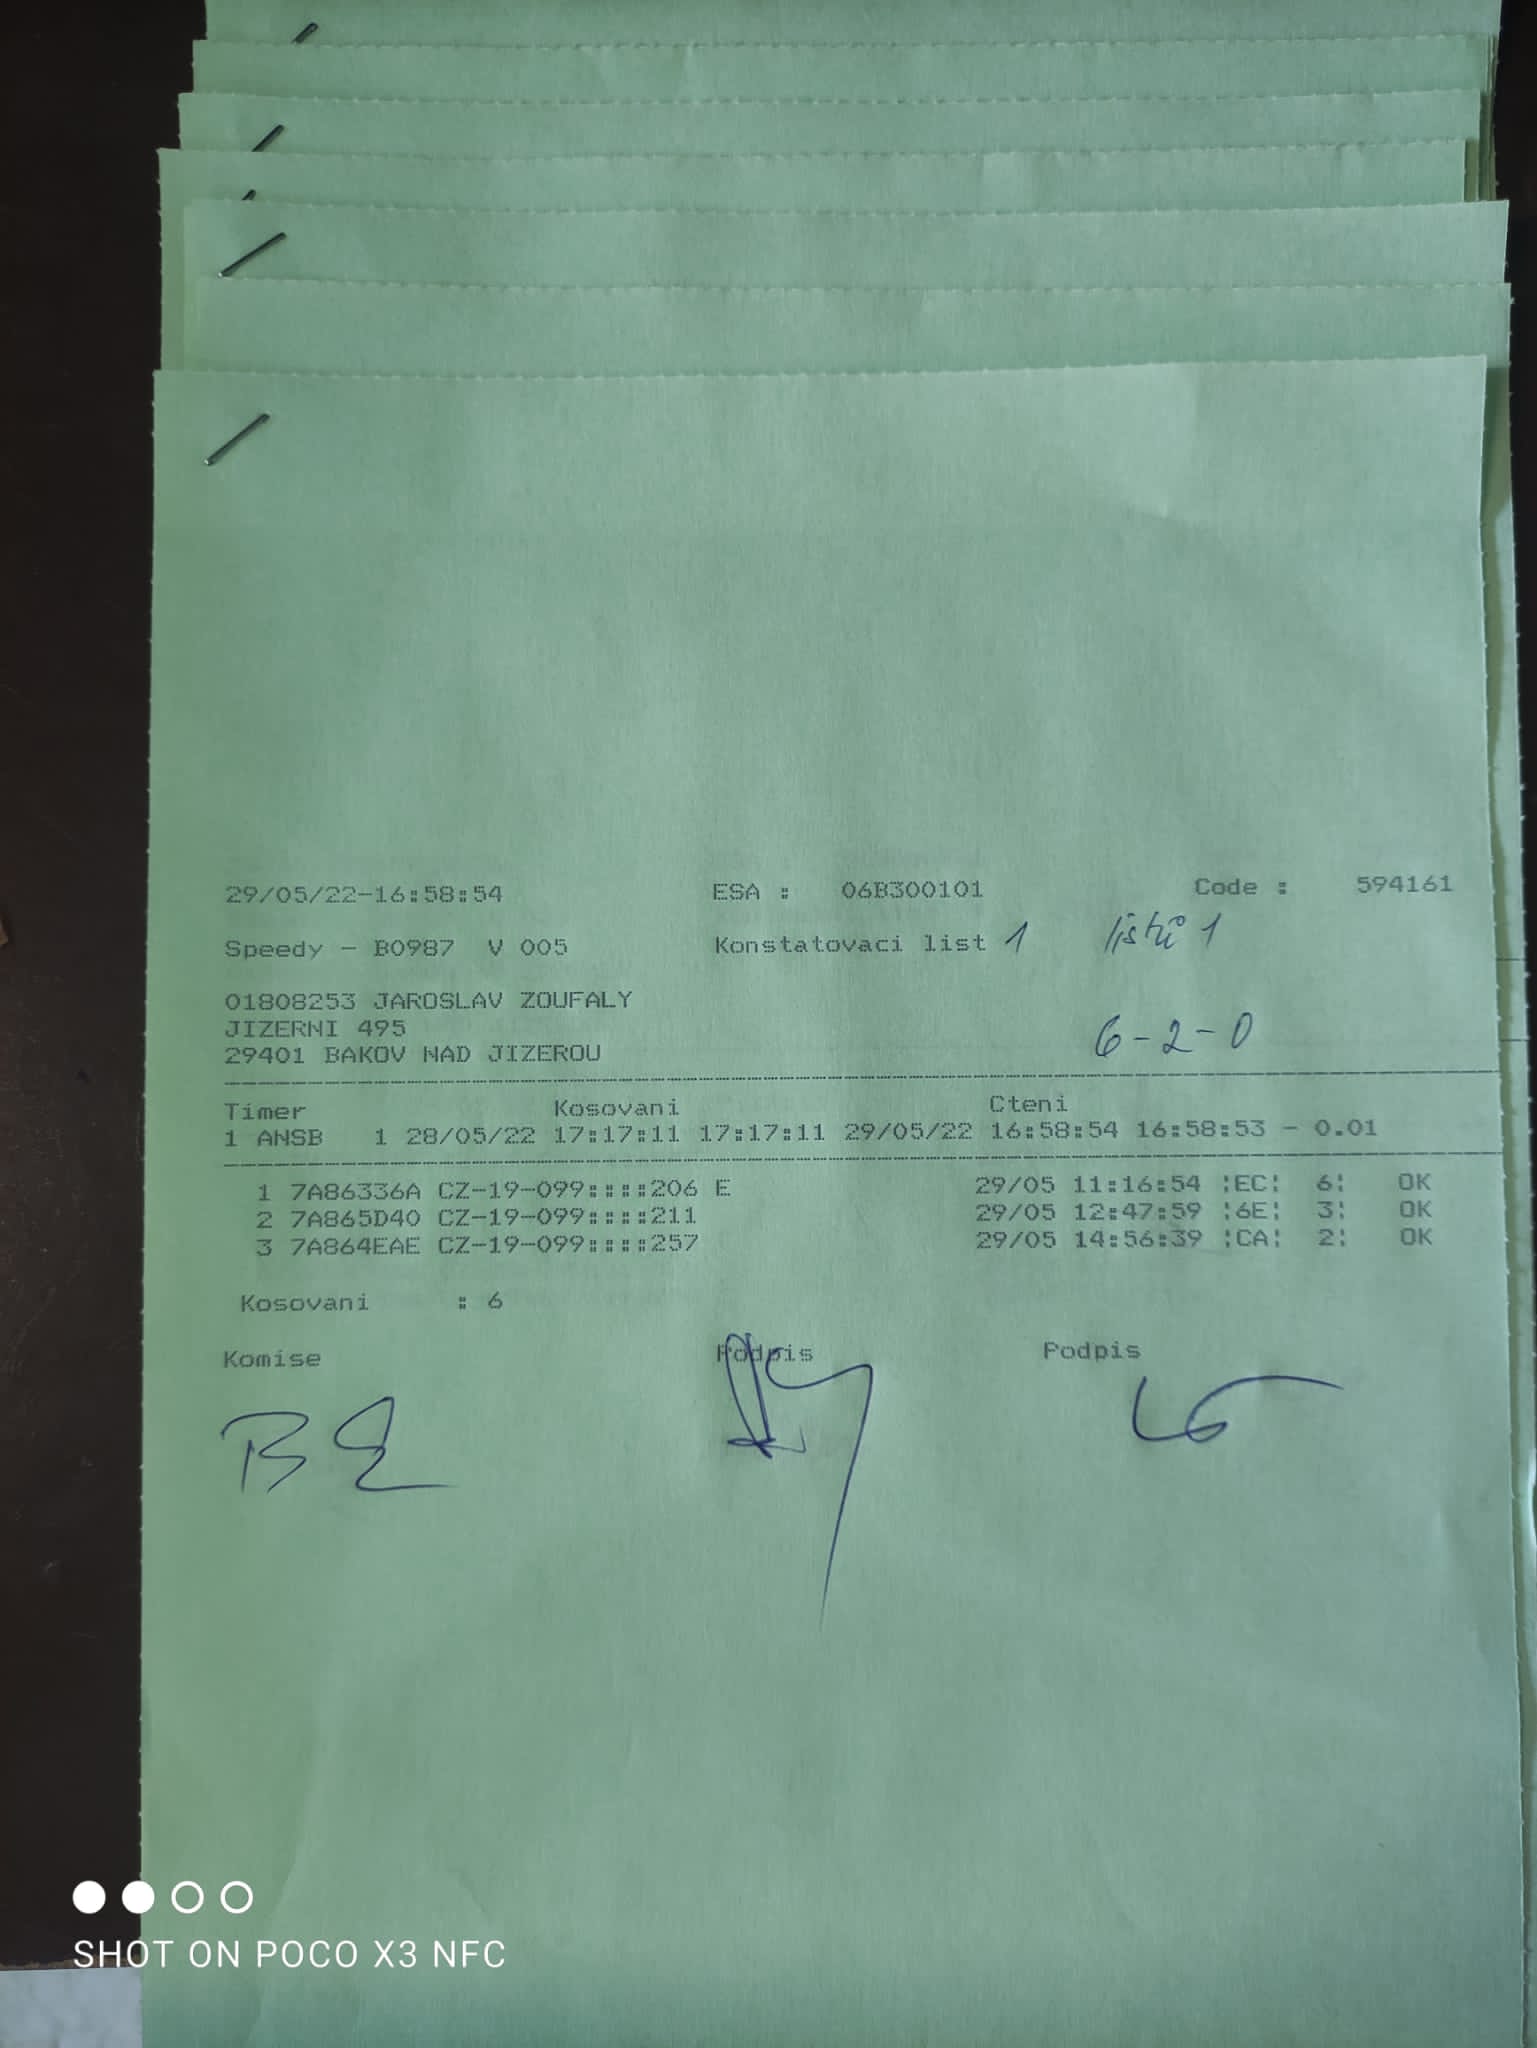 29/05/22-16:58:54 ESA : 06B300101 Code : 594161
Speedy - B0987 V 005 Konstatovaci list 1 listů 1
01808253 JAROSLAV ZOUFALY
JIZERNI 495
6-2-0
29401 BAKOV NAD JIZEROU
Timer Kosovani Cteni
1 ANSB 1 28/05/22 17:17:11 17:17:11 29/05/22 16:58:54 16:58:53 - 0.01
1 7A86336A CZ-19-099::::206 E 29/05 11:16:54 ¦EC¦ 6¦ OK
2 7A865D40 CZ-19-099::::211 29/05 12:47:59 ¦6E¦ 3¦ OK
3 7A864EAE CZ-19-099::::257 29/05 14:56:39 ¦CA¦ 2¦ OK
Kosovani : 6
Komise Podpis Podpis
SHOT ON POCO X3 NFC